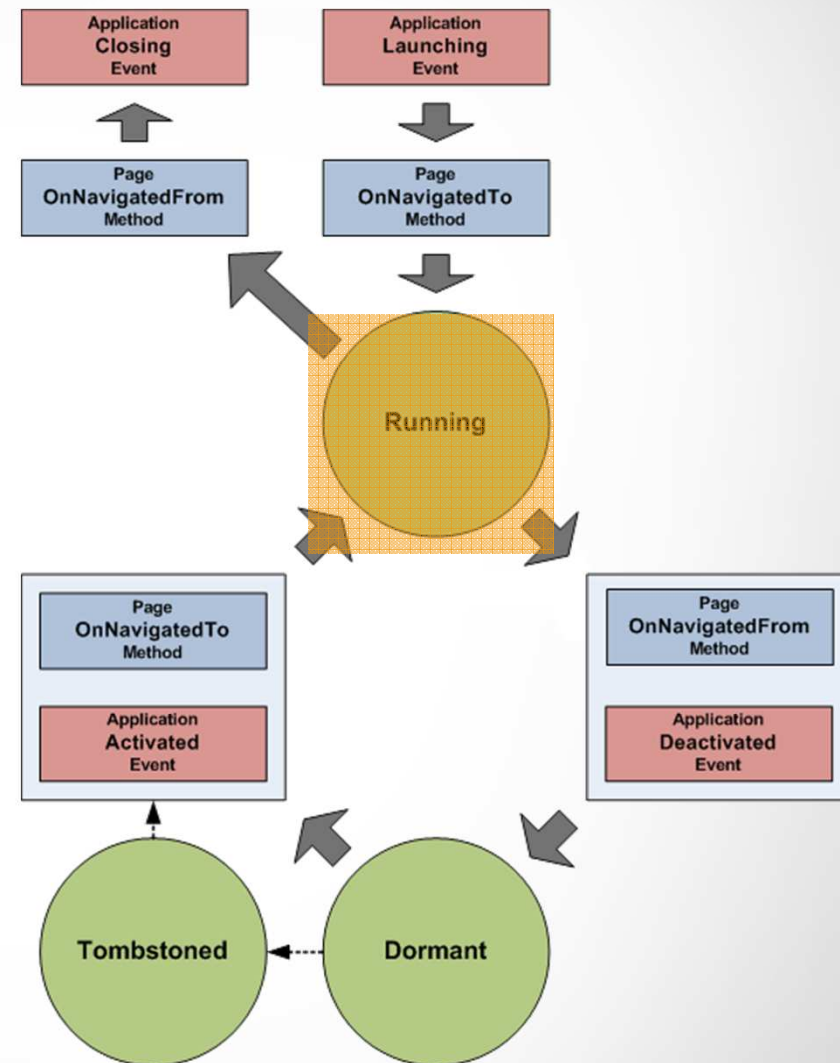 Application
Closing
Event
Application
Launching
Event
Page
OnNavigatedFrom
Method
Page
OnNavigatedTo
Method
Running
Page
OnNavigatedTo
Method
Application
Activated
Event
Page
OnNavigatedFrom
Method
Application
Deactivated
Event
Tombstoned
Dormant